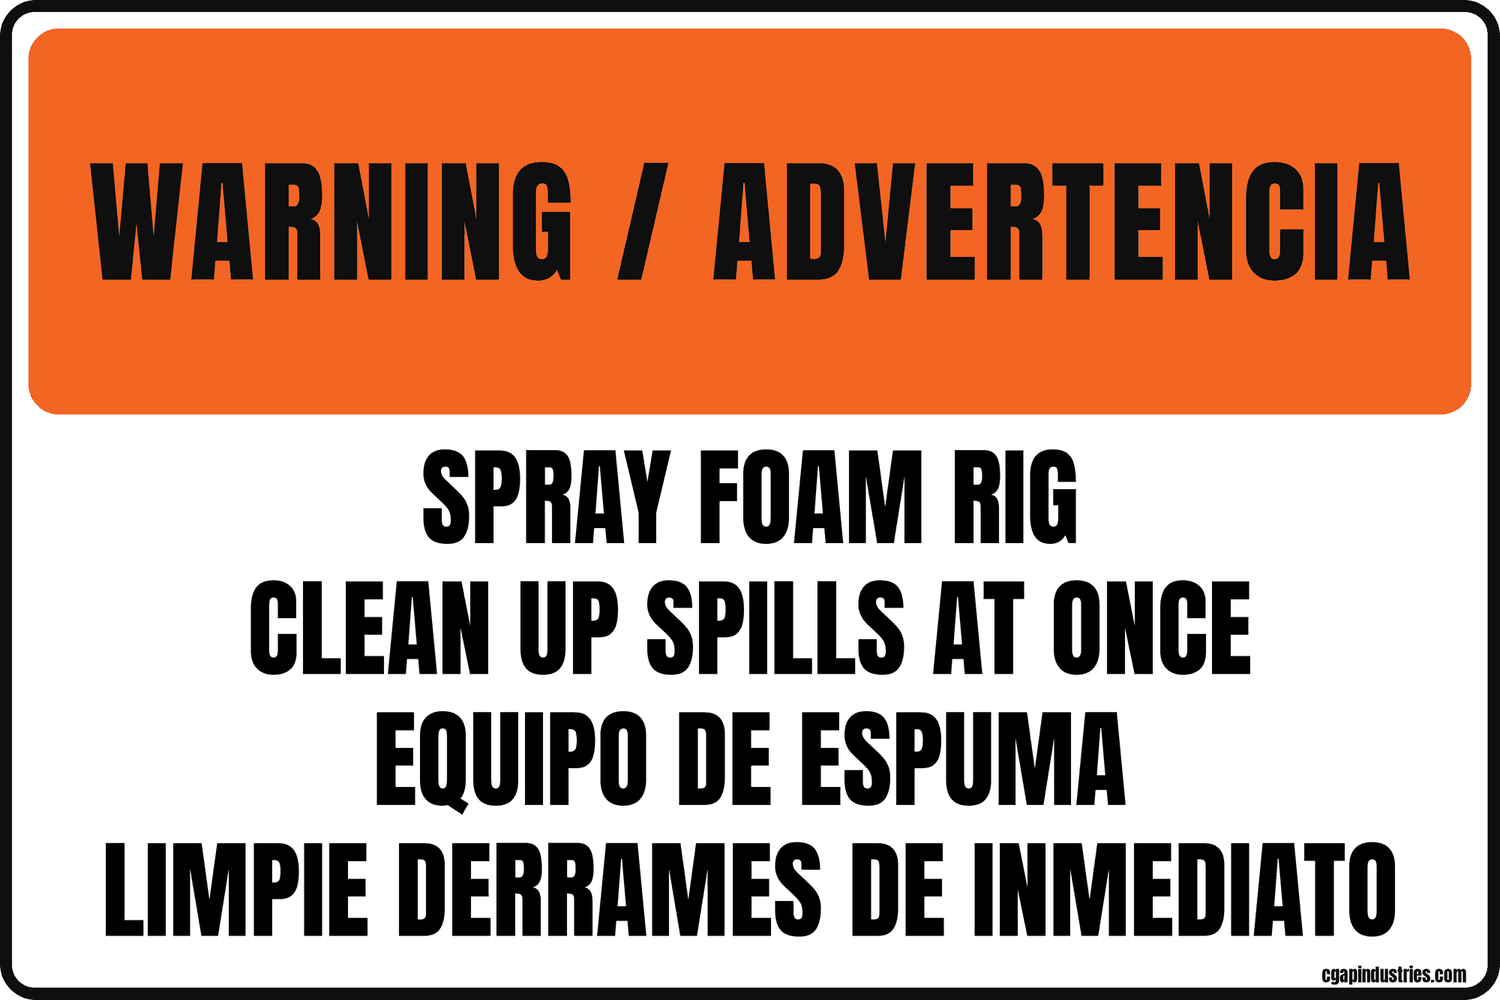 WARNING / ADVERTENCIA
SPRAY FOAM RIG
CLEAN UP SPILLS AT ONCE
EQUIPO DE ESPUMA
LIMPIE DERRAMES DE INMEDIATO
cgapindustries.com